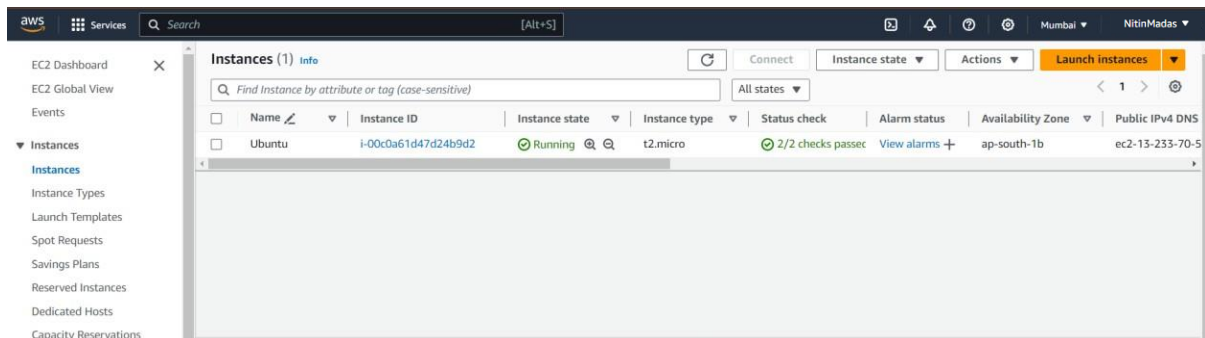 aws Services Search [Alt+S] Mumbai NitinMadas
EC2 Dashboard
EC2 Global View
Events
Instances
Instances
Instance Types
Launch Templates
Spot Requests
Savings Plans
Reserved Instances
Dedicated Hosts
Capacity Reservations
Instances (1) Info Connect Instance state Actions Launch instances
Find Instance by attribute or tag (case-sensitive) All states 1
Name Instance ID Instance state Instance type Status check Alarm status Availability Zone Public IPv4 DNS
Ubuntu i-00c0a61d47d24b9d2 Running t2.micro 2/2 checks passec View alarms + ap-south-1b ec2-13-233-70-5